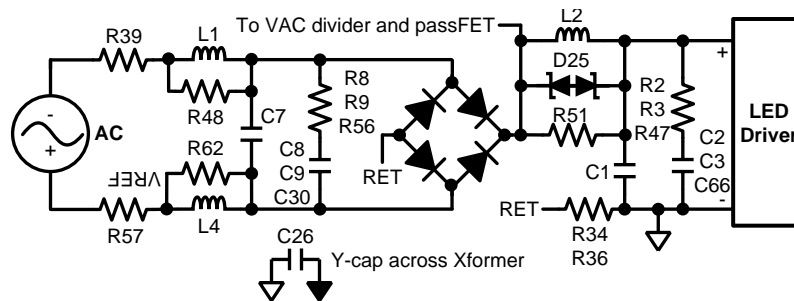 To VAC divider and passFET
L2
R39
L1
D25
+
R48
C7
R8
R9
R56
R2
R3
R47
-
AC
+
R51
LED
Driver
R62
C8
C9
C30
RET
C1
C2
C3
C66
VREF
RET
-
R57
L4
R34
R36
C26
Y-cap across Xformer